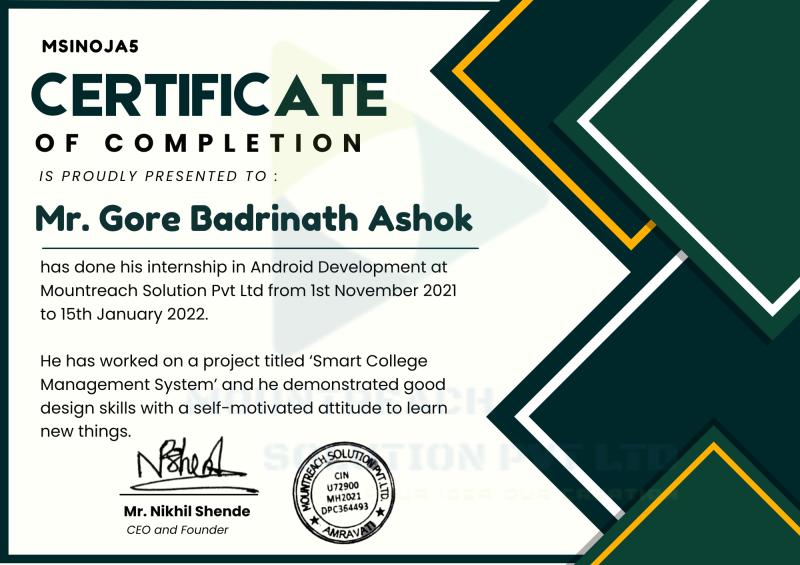 MSINOJA5
CERTIFICATE
OF COMPLETION
IS PROUDLY PRESENTED TO :
Mr. Gore Badrinath Ashok
has done his internship in Android Development at
Mountreach Solution Pvt Ltd from 1st November 2021
to 15th January 2022.
He has worked on a project titled ‘Smart College
Management System’ and he demonstrated good
design skills with a self-motivated attitude to learn
new things.
MOUNTREACH
SOLUTION PVT LTD
Mr. Nikhil Shende
CEO and Founder
MOUNTREACH SOLUTION PVT.LTD.
CIN
U72900
MH2021
DPC364493
AMRAVATI